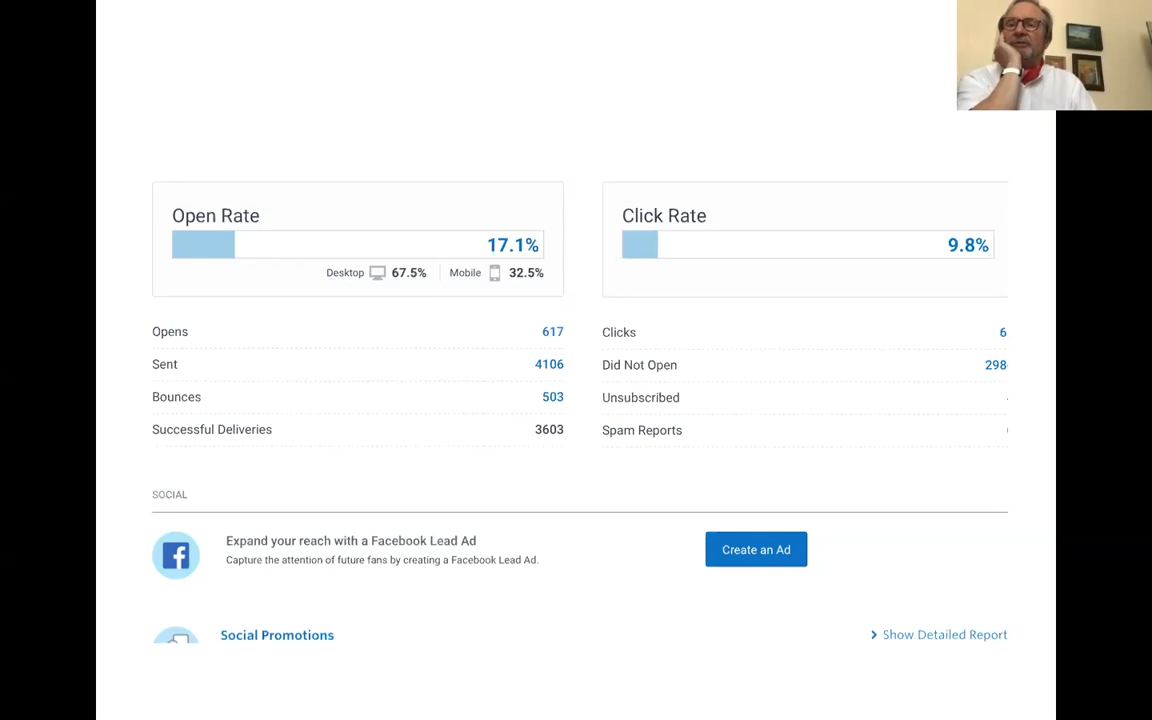 Open Rate
17.1%
Desktop 67.5% Mobile 32.5%
Opens 617
Sent 4106
Bounces 503
Successful Deliveries 3603
Click Rate
9.8%
Clicks 6
Did Not Open 298
Unsubscribed
Spam Reports
SOCIAL
Expand your reach with a Facebook Lead Ad
Capture the attention of future fans by creating a Facebook Lead Ad.
Create an Ad
Social Promotions
Show Detailed Report